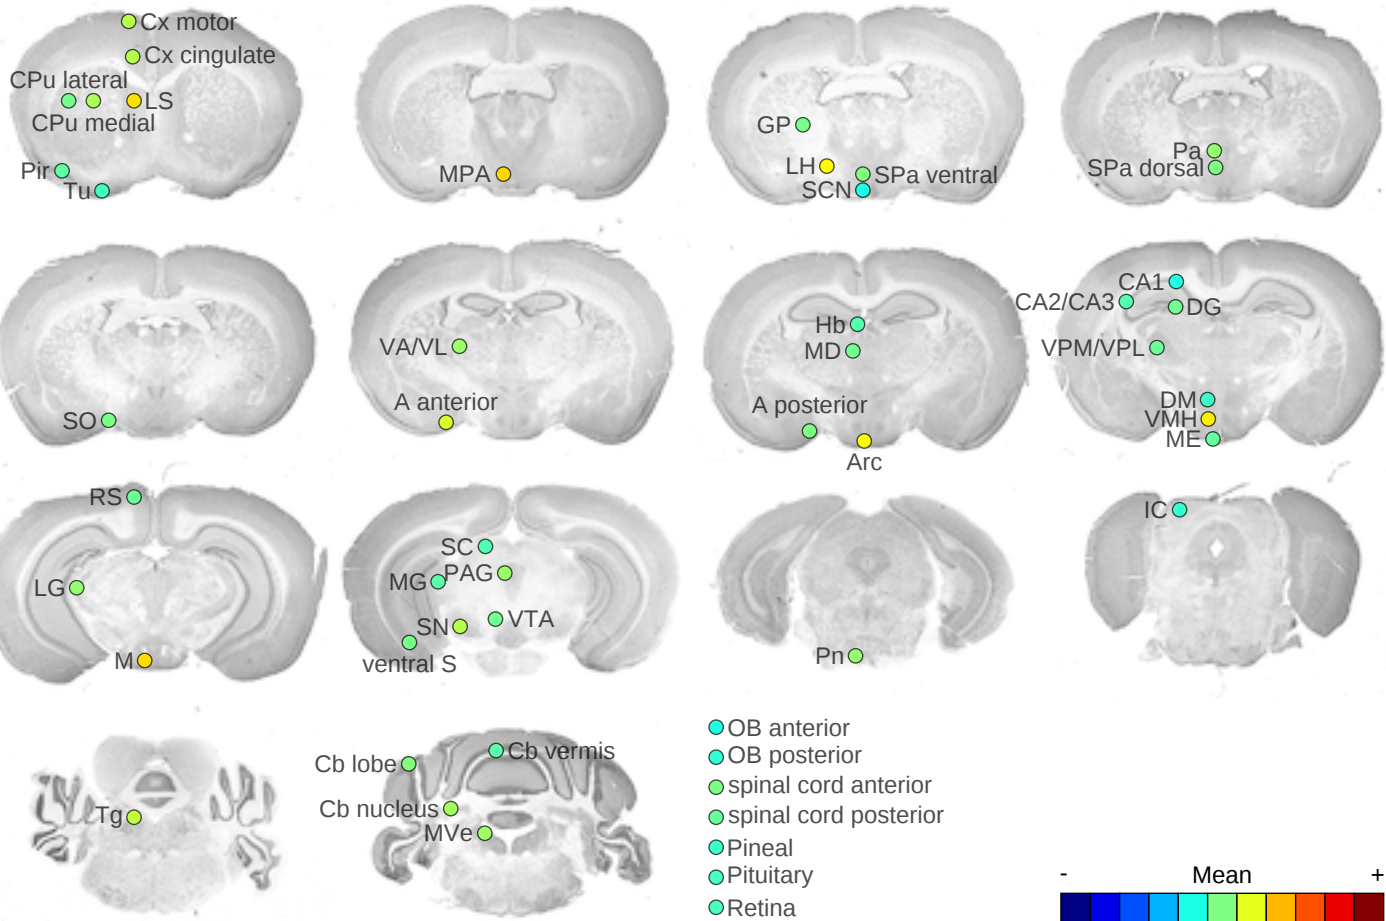 Cx motor
Cx cingulate
CPu lateral
LS
CPu medial
Pir
Tu
MPA
GP
LH
SPa ventral
SCN
Pa
SPa dorsal
SO
VA/VL
A anterior
Hb
MD
A posterior
Arc
CA1
CA2/CA3
DG
VPM/VPL
DM
VMH
ME
RS
LG
M
SC
MG
PAG
SN
VTA
ventral S
Pn
IC
Tg
Cb lobe
Cb vermis
Cb nucleus
MVe
OB anterior
OB posterior
spinal cord anterior
spinal cord posterior
Pineal
Pituitary
Retina
- Mean +